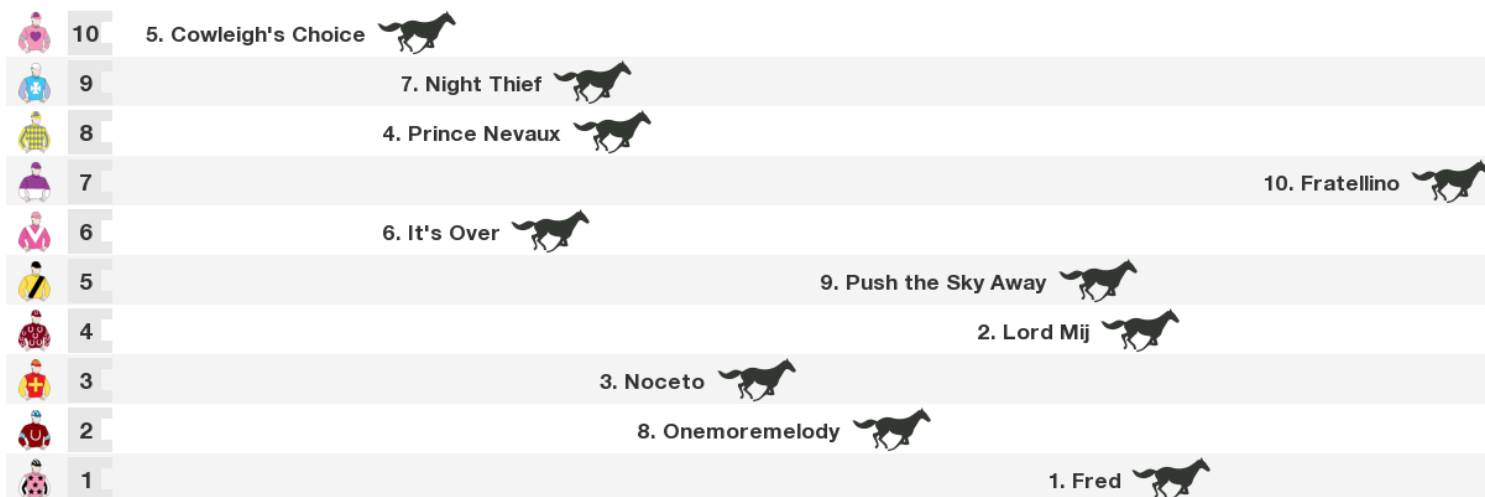 10 5. Cowleigh's Choice
9 7. Night Thief
8 4. Prince Nevaux
7 10. Fratellino
6 6. It's Over
5 9. Push the Sky Away
4 2. Lord Mij
3 3. Noceto
2 8. Onemoremelody
1 1. Fred